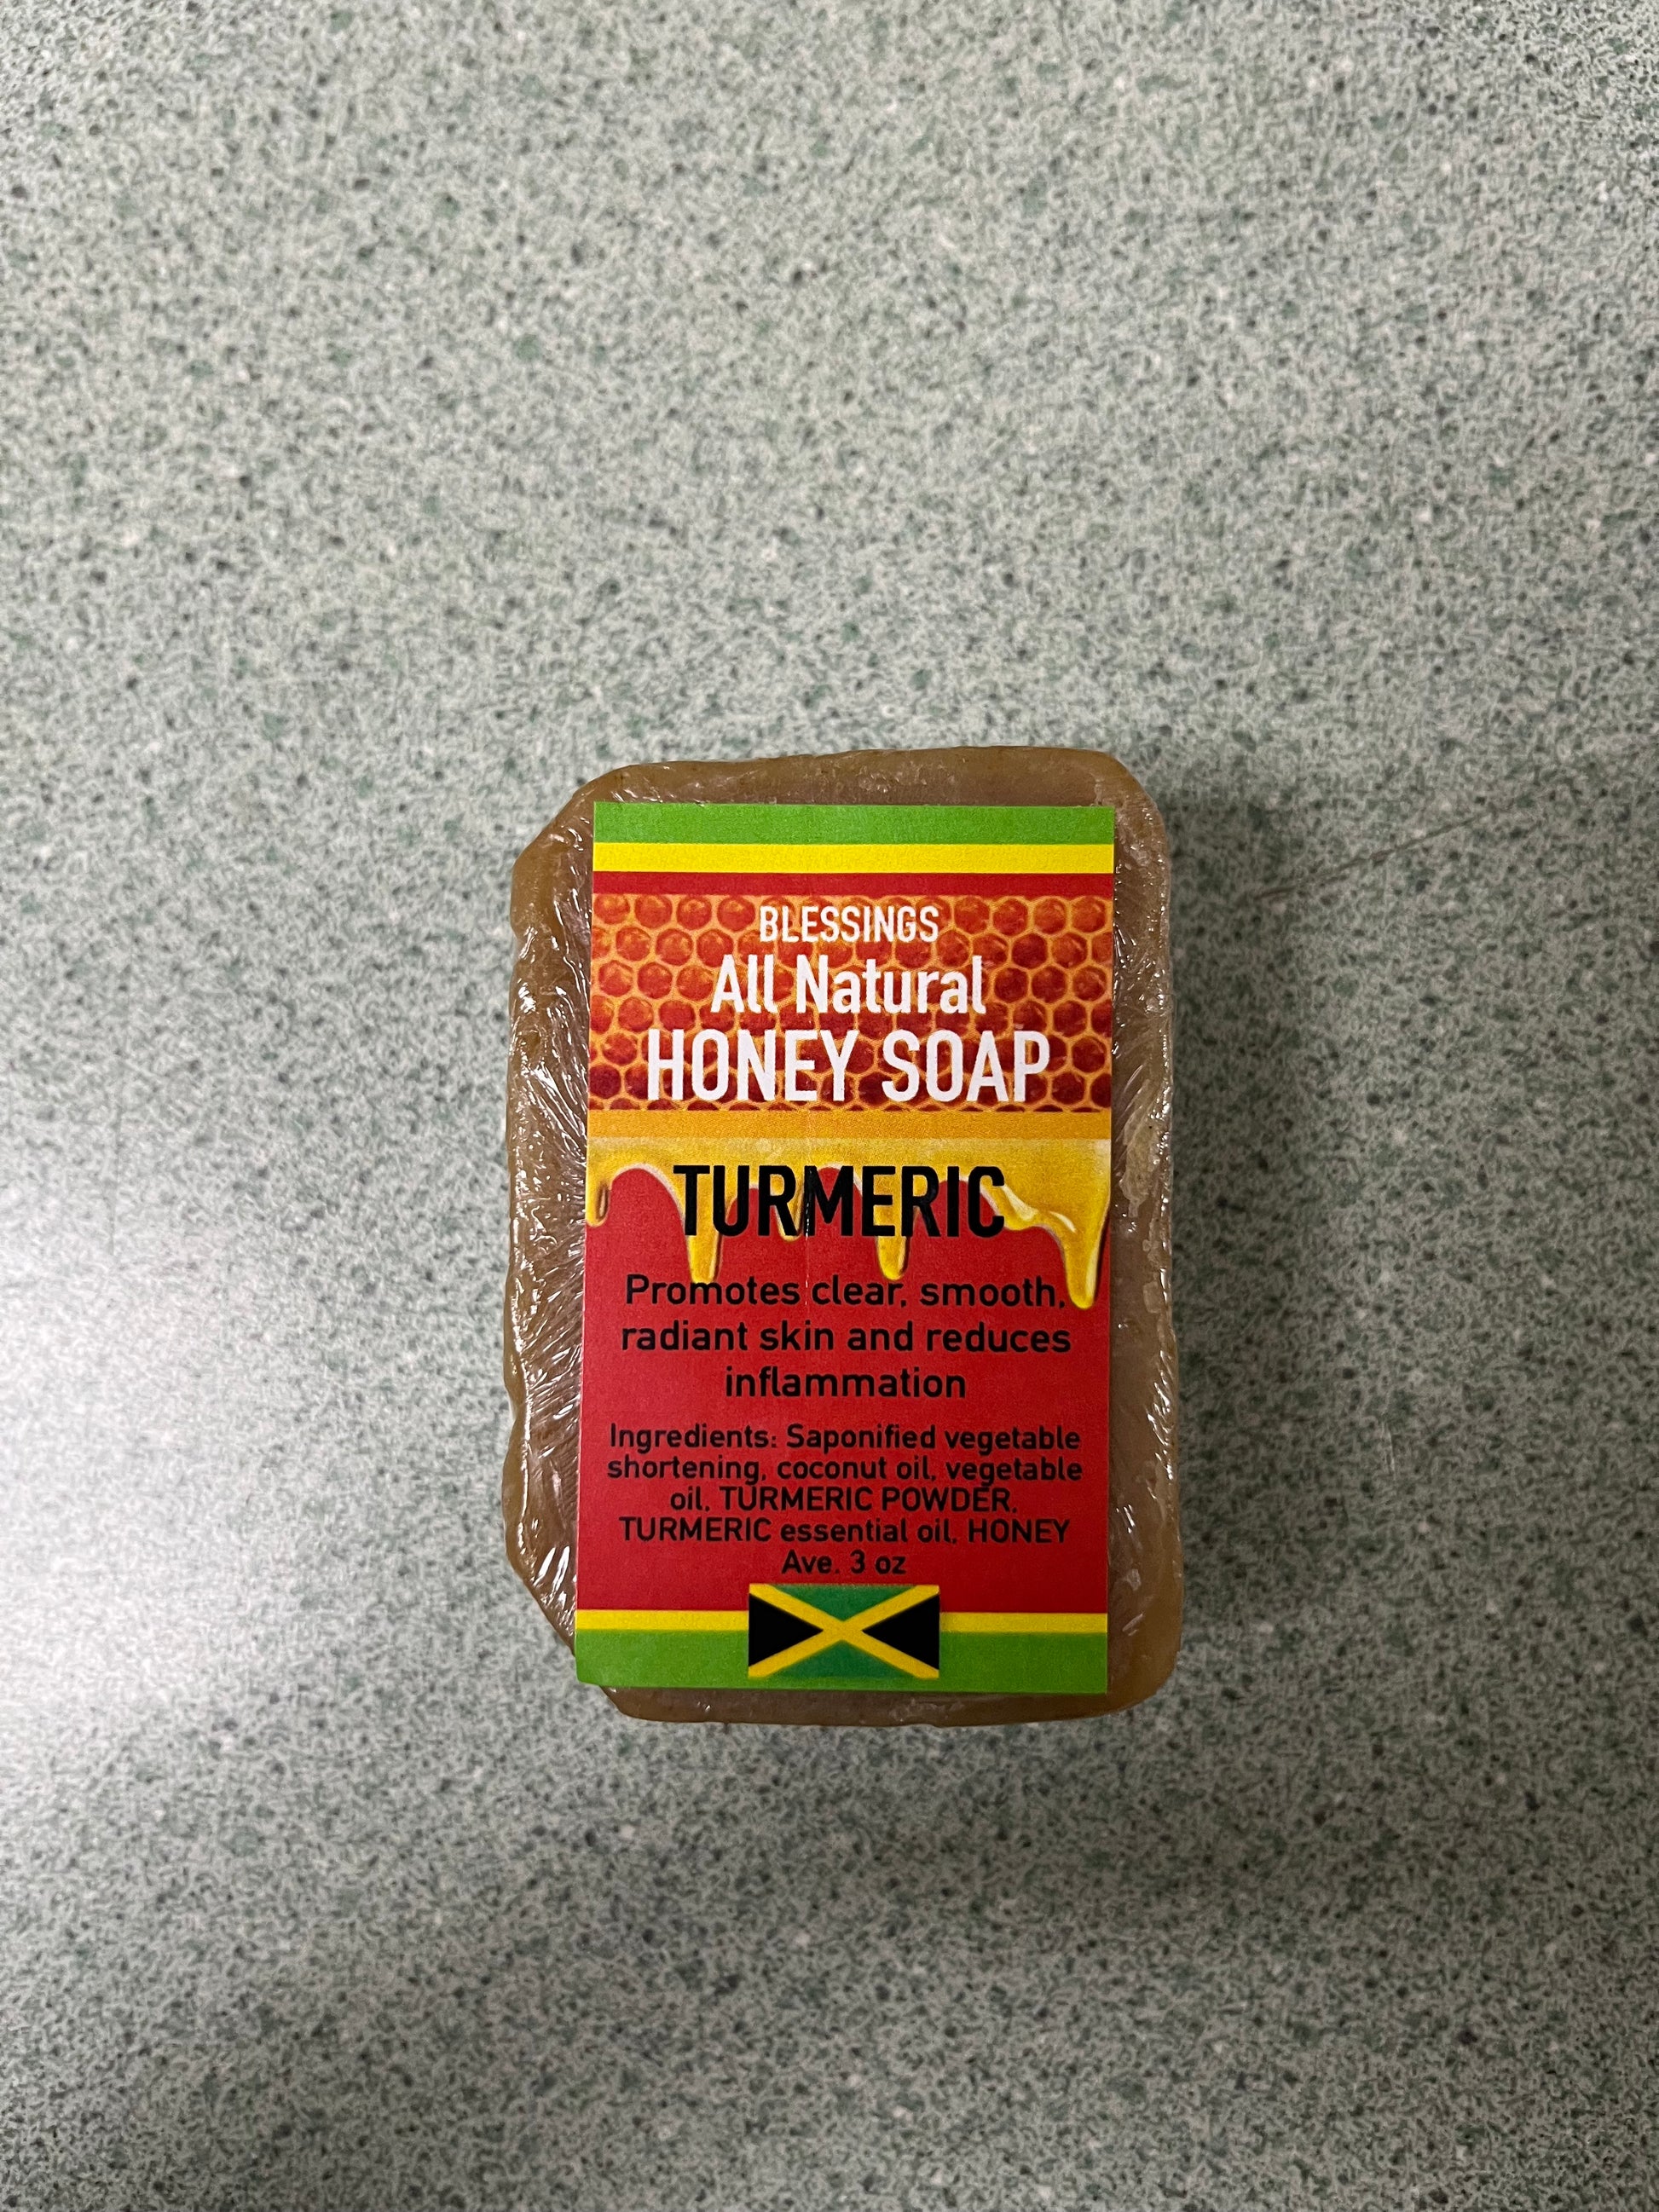 BLESSINGS
All Natural
HONEY SOAP
TURMERIC
Promotes clear, smooth,
radiant skin and reduces
inflammation
Ingredients: Saponified vegetable
shortening, coconut oil, vegetable
oil, TURMERIC POWDER,
TURMERIC essential oil, HONEY
Ave. 3 oz